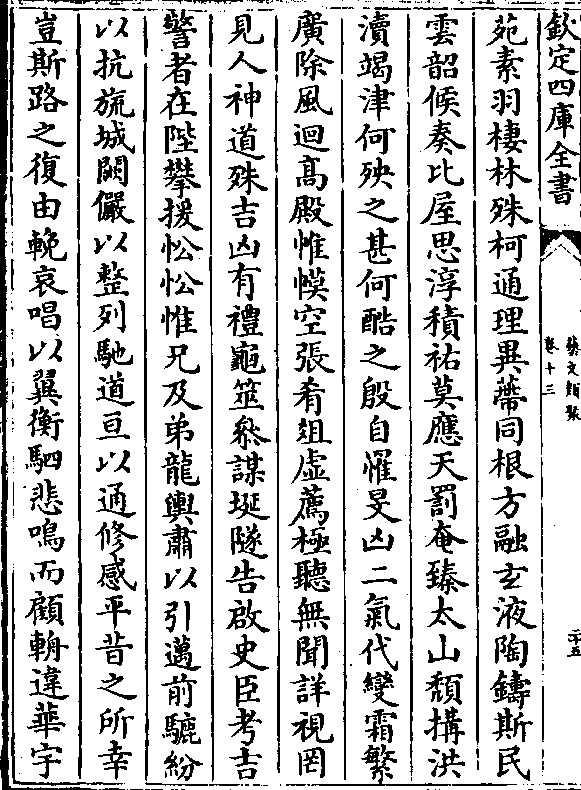 欽定四庫全書
藝文類聚
卷十三
二十五
苑素羽棲林殊柯通理異蔕同根方融玄液陶鑄斯民
雲韶候奏比屋思淳積祐莫應天罰奄臻太山頹搆洪
瀆竭津何殃之甚何酷之殷自罹旻凶二氣代變霜繁
廣除風迴髙殿帷幙空張肴俎虛薦極聽無聞詳視罔
見人神道殊吉凶有禮龜筮叅謀埏隧告啟史臣考吉
警者在陛攀援忪忪惟兄及弟龍輿肅以引邁前驪紛
以抗旒城闕儼以整列馳道亘以通修感平昔之所幸
豈斯路之復由輓哀唱以翼衡駟悲鳴而顧輈違華宇